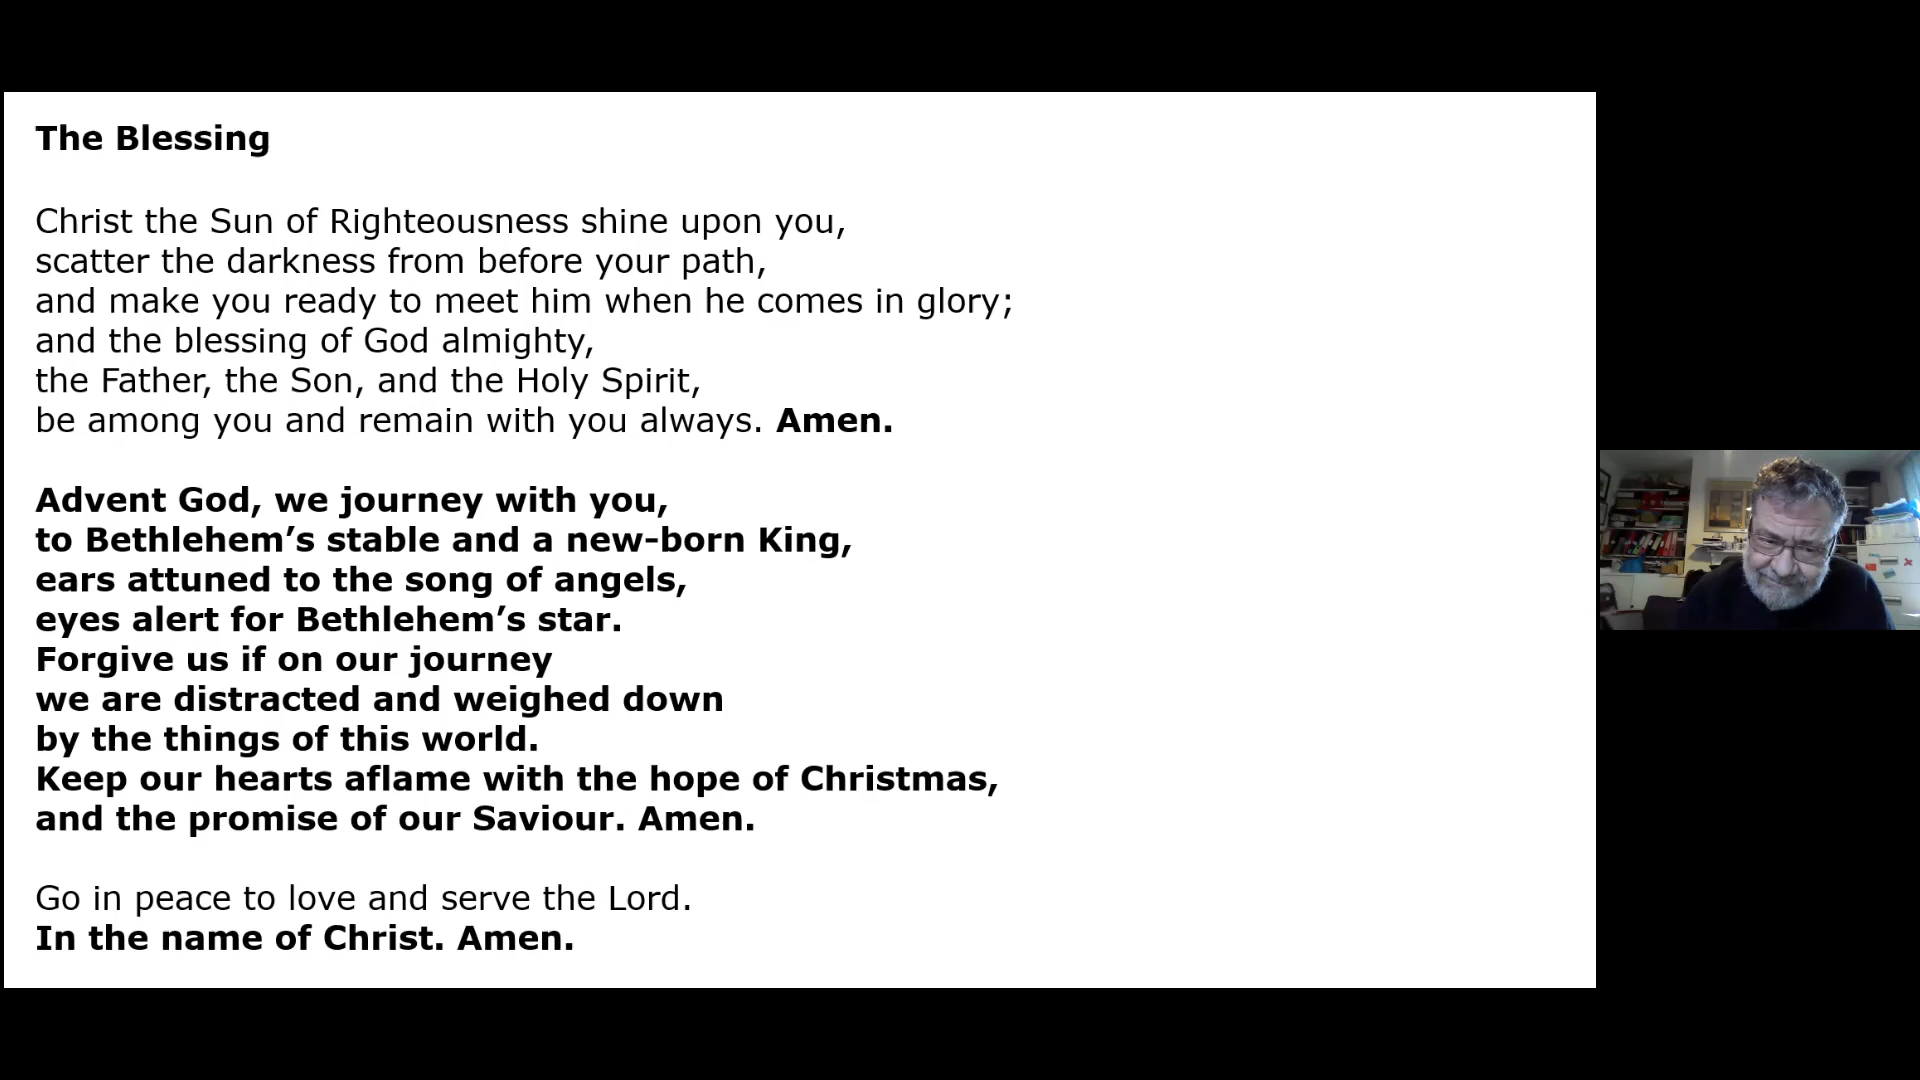 The Blessing
Christ the Sun of Righteousness shine upon you,
scatter the darkness from before your path,
and make you ready to meet him when he comes in glory;
and the blessing of God almighty,
the Father, the Son, and the Holy Spirit,
be among you and remain with you always. Amen.
Advent God, we journey with you,
to Bethlehem’s stable and a new-born King,
ears attuned to the song of angels,
eyes alert for Bethlehem’s star.
Forgive us if on our journey
we are distracted and weighed down
by the things of this world.
Keep our hearts aflame with the hope of Christmas,
and the promise of our Saviour. Amen.
Go in peace to love and serve the Lord.
In the name of Christ. Amen.